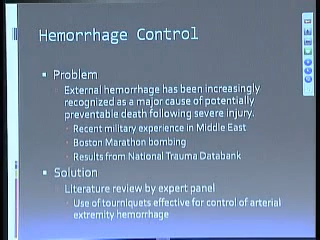 Hemorrhage Control
Problem
External hemorrhage has been increasingly
recognized as a major cause of potentially
preventable death following severe injury.
Recent military experience in Middle East
Boston Marathon bombing
Results from National Trauma Databank
Solution
Literature review by expert panel
Use of tourniquets effective for control of arterial
extremity hemorrhage